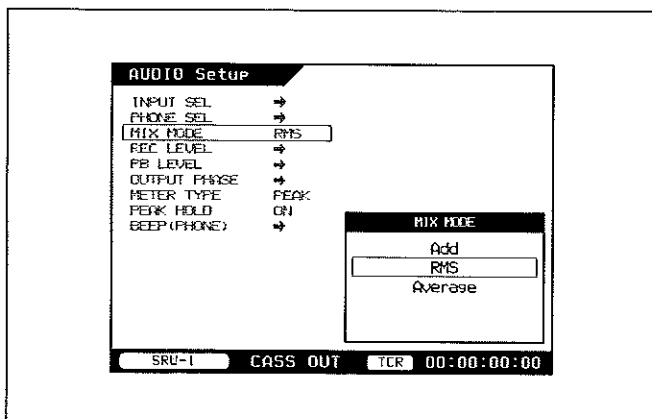 AUDIO Setup
INPUT SEL ➔
PHONE SEL ➔
MIX MODE RMS
REC LEVEL ➔
PB LEVEL ➔
OUTPUT PHASE ➔
METER TYPE PEAK
PEAK HOLD ON
BEEP(PHONE) ➔
MIX MODE
Add
RMS
Average
SRW-1 CASS OUT TCR 00:00:00:00